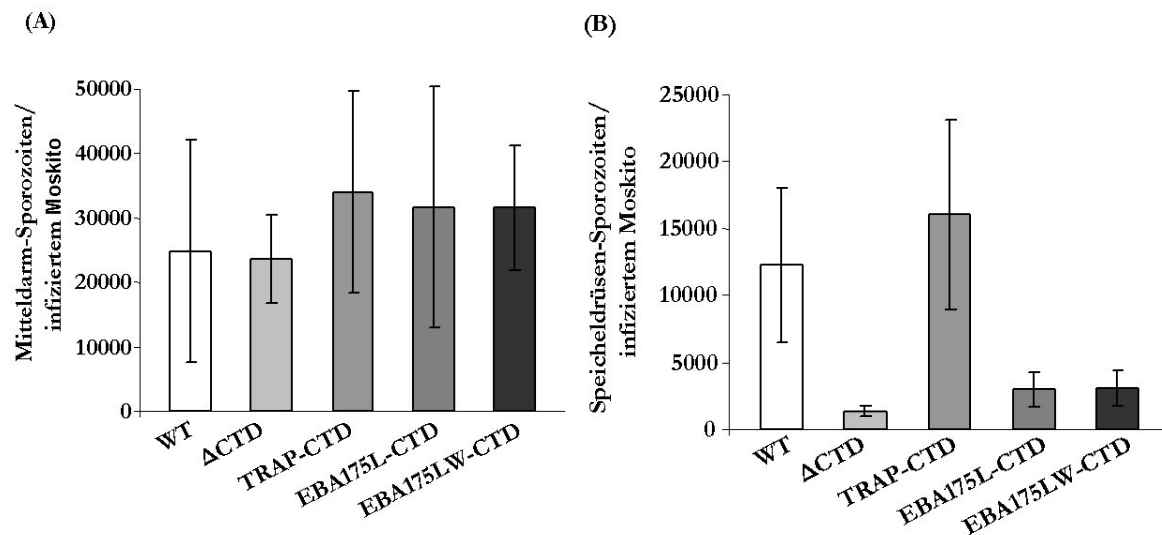 (A)
Mitteldarm-Sporozoiten/
infiziertem Moskito
50000
40000
30000
20000
10000
0
WT
ΔCTD
TRAP-CTD
EBA175L-CTD
EBA175LW-CTD
(B)
Speicheldrüsen-Sporozoiten/
infiziertem Moskito
25000
20000
15000
10000
5000
0
WT
ΔCTD
TRAP-CTD
EBA175L-CTD
EBA175LW-CTD